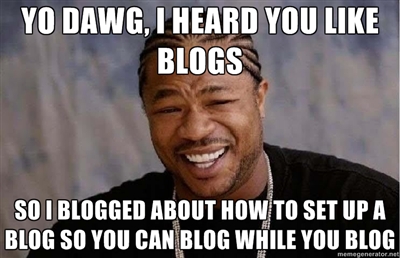 YO DAWG, I HEARD YOU LIKE
BLOGS
SO I BLOGGED ABOUT HOW TO SET UP A
BLOG SO YOU CAN BLOG WHILE YOU BLOG
memegenerator.net